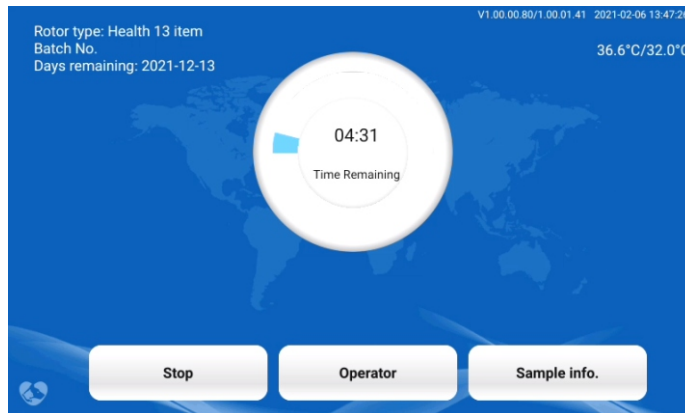 V1.00.00.80/1.00.01.41 2021-02-06 13:47:26
Rotor type: Health 13 item
Batch No.
Days remaining: 2021-12-13
36.6°C/32.0°C
04:31
Time Remaining
Stop
Operator
Sample info.